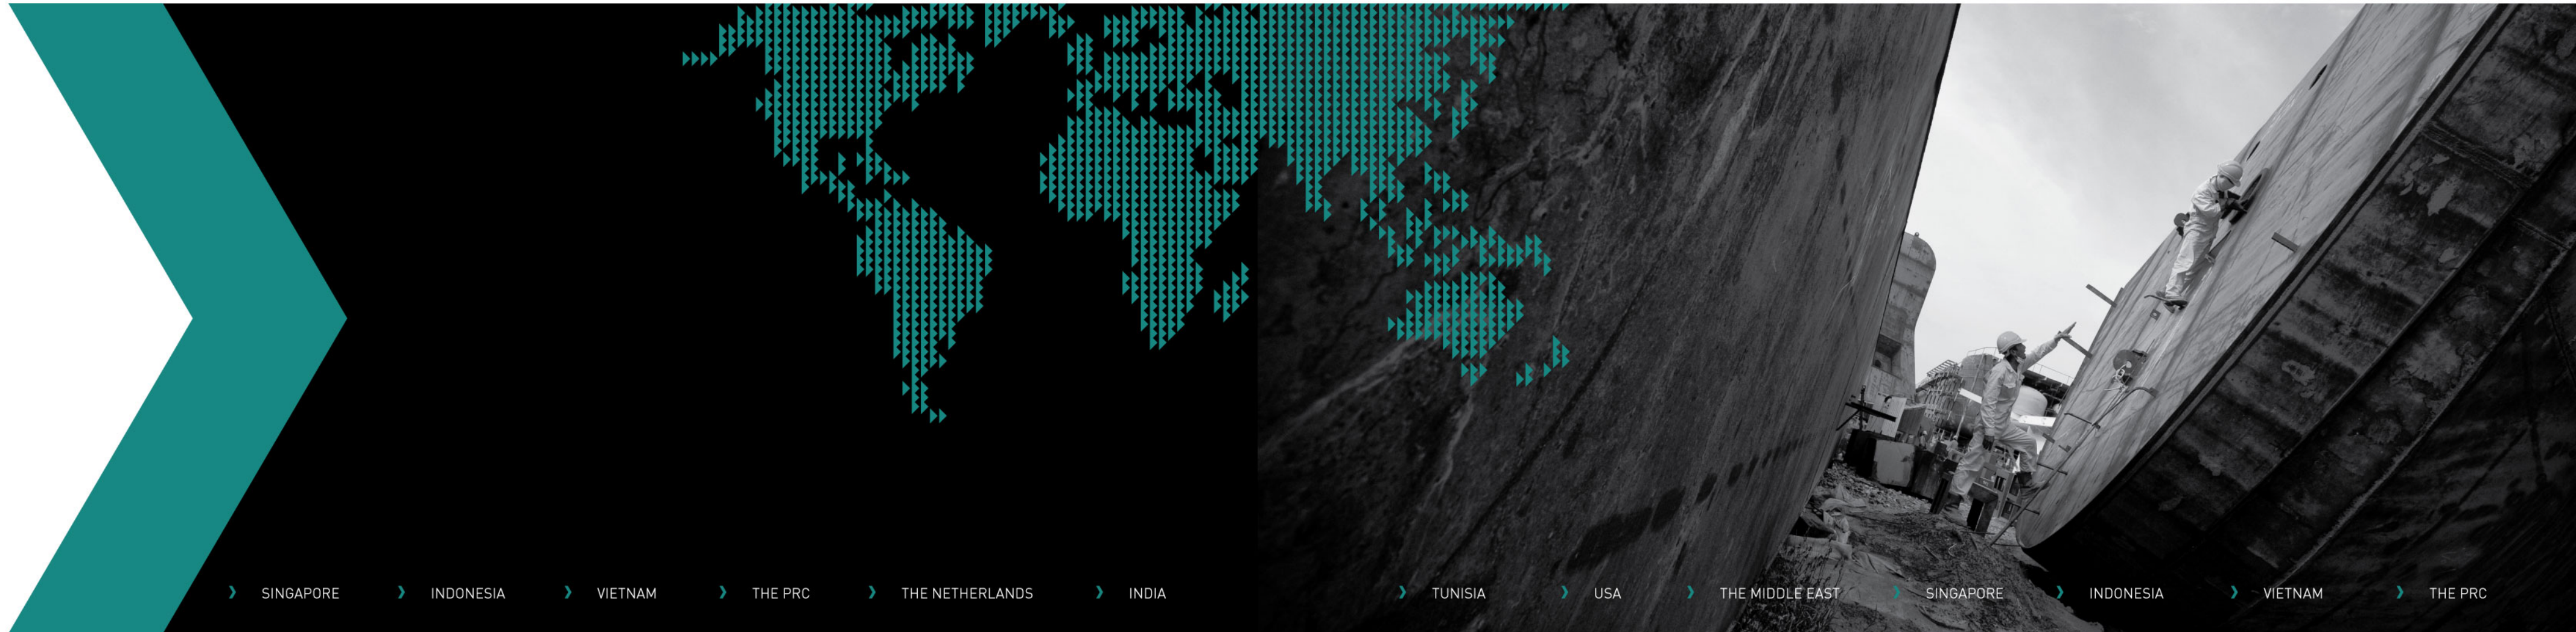 › SINGAPORE › INDONESIA › VIETNAM › THE PRC › THE NETHERLANDS › INDIA › TUNISIA › USA › THE MIDDLE EAST › SINGAPORE › INDONESIA › VIETNAM › THE PRC